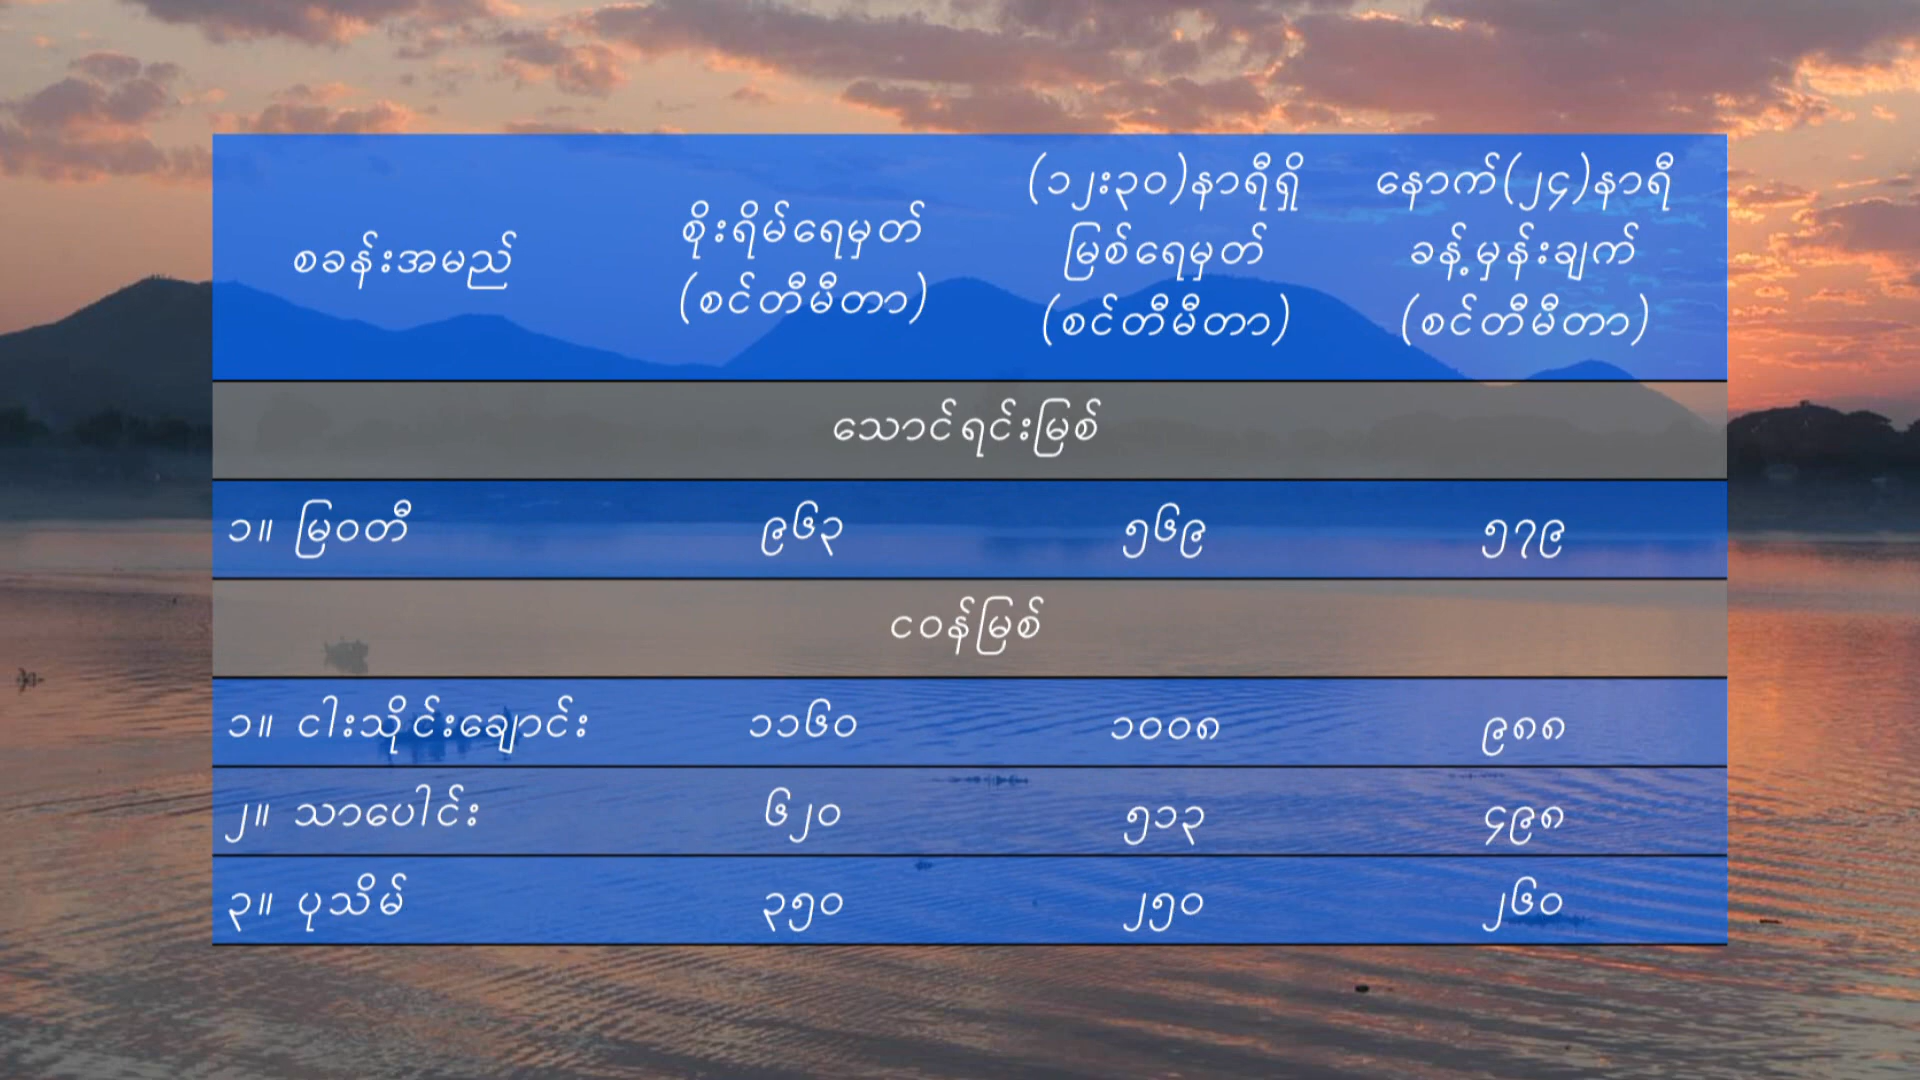 စခန်းအမည်
စိုးရိမ်ရေမှတ်
(စင်တီမီတာ)
(၁၂း၃၀)နာရီရှိ
မြစ်ရေမှတ်
(စင်တီမီတာ)
နောက်(၂၄)နာရီ
ခန့်မှန်းချက်
(စင်တီမီတာ)
သောင်ရင်းမြစ်
၁။ မြဝတီ ၉၆၃ ၅၆၉ ၅၇၉
ငဝန်မြစ်
၁။ ငါးသိုင်းချောင်း ၁၁၆၀ ၁၀၀၈ ၉၈၈
၂။ သာပေါင်း ၆၂၀ ၅၁၃ ၄၉၈
၃။ ပုသိမ် ၃၅၀ ၂၅၀ ၂၆၀